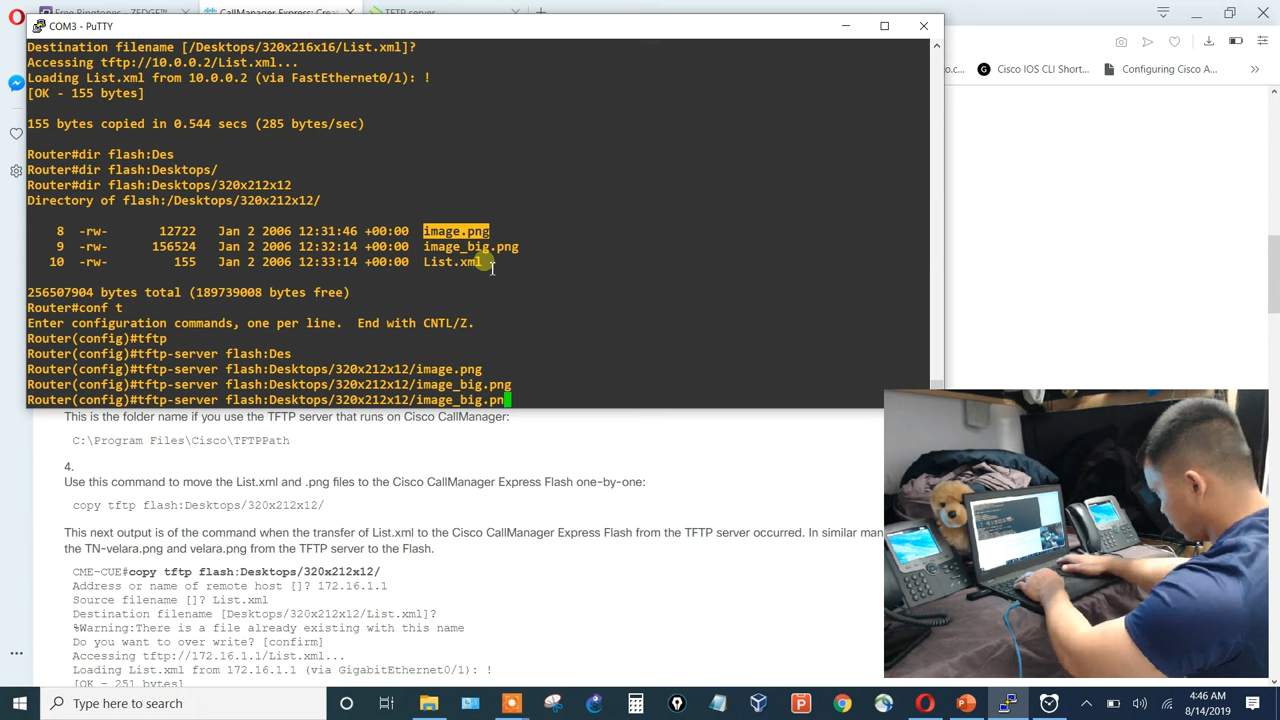 Free Ringtones - ZEDGE™
CallManager Express: Crea
TFTP server
COM3 - PuTTY
o.c...
Cisco IOS CLI Short...
Configuring Cisco A...
Destination filename [/Desktops/320x216x16/List.xml]?
Accessing tftp://10.0.0.2/List.xml...
Loading List.xml from 10.0.0.2 (via FastEthernet0/1): !
[OK - 155 bytes]
155 bytes copied in 0.544 secs (285 bytes/sec)
Router#dir flash:Des
Router#dir flash:Desktops/
Router#dir flash:Desktops/320x212x12
Directory of flash:/Desktops/320x212x12/
8 -rw- 12722 Jan 2 2006 12:31:46 +00:00 image.png
9 -rw- 156524 Jan 2 2006 12:32:14 +00:00 image_big.png
10 -rw- 155 Jan 2 2006 12:33:14 +00:00 List.xml
256507904 bytes total (189739008 bytes free)
Router#conf t
Enter configuration commands, one per line. End with CNTL/Z.
Router(config)#tftp
Router(config)#tftp-server flash:Des
Router(config)#tftp-server flash:Desktops/320x212x12/image.png
Router(config)#tftp-server flash:Desktops/320x212x12/image_big.png
Router(config)#tftp-server flash:Desktops/320x212x12/image_big.pn
This is the folder name if you use the TFTP server that runs on Cisco CallManager:
C:\Program Files\Cisco\TFTPPath
4.
Use this command to move the List.xml and .png files to the Cisco CallManager Express Flash one-by-one:
copy tftp flash:Desktops/320x212x12/
This next output is of the command when the transfer of List.xml to the Cisco CallManager Express Flash from the TFTP server occurred. In similar man
the TN-velara.png and velara.png from the TFTP server to the Flash.
CME-CUE#copy tftp flash:Desktops/320x212x12/
Address or name of remote host []? 172.16.1.1
Source filename []? List.xml
Destination filename [Desktops/320x212x12/List.xml]?
%Warning:There is a file already existing with this name
Do you want to over write? [confirm]
Accessing tftp://172.16.1.1/List.xml...
Loading List.xml from 172.16.1.1 (via GigabitEthernet0/1): !
[OK - 251 bytes]
Type here to search
4:46 AM
8/14/2019